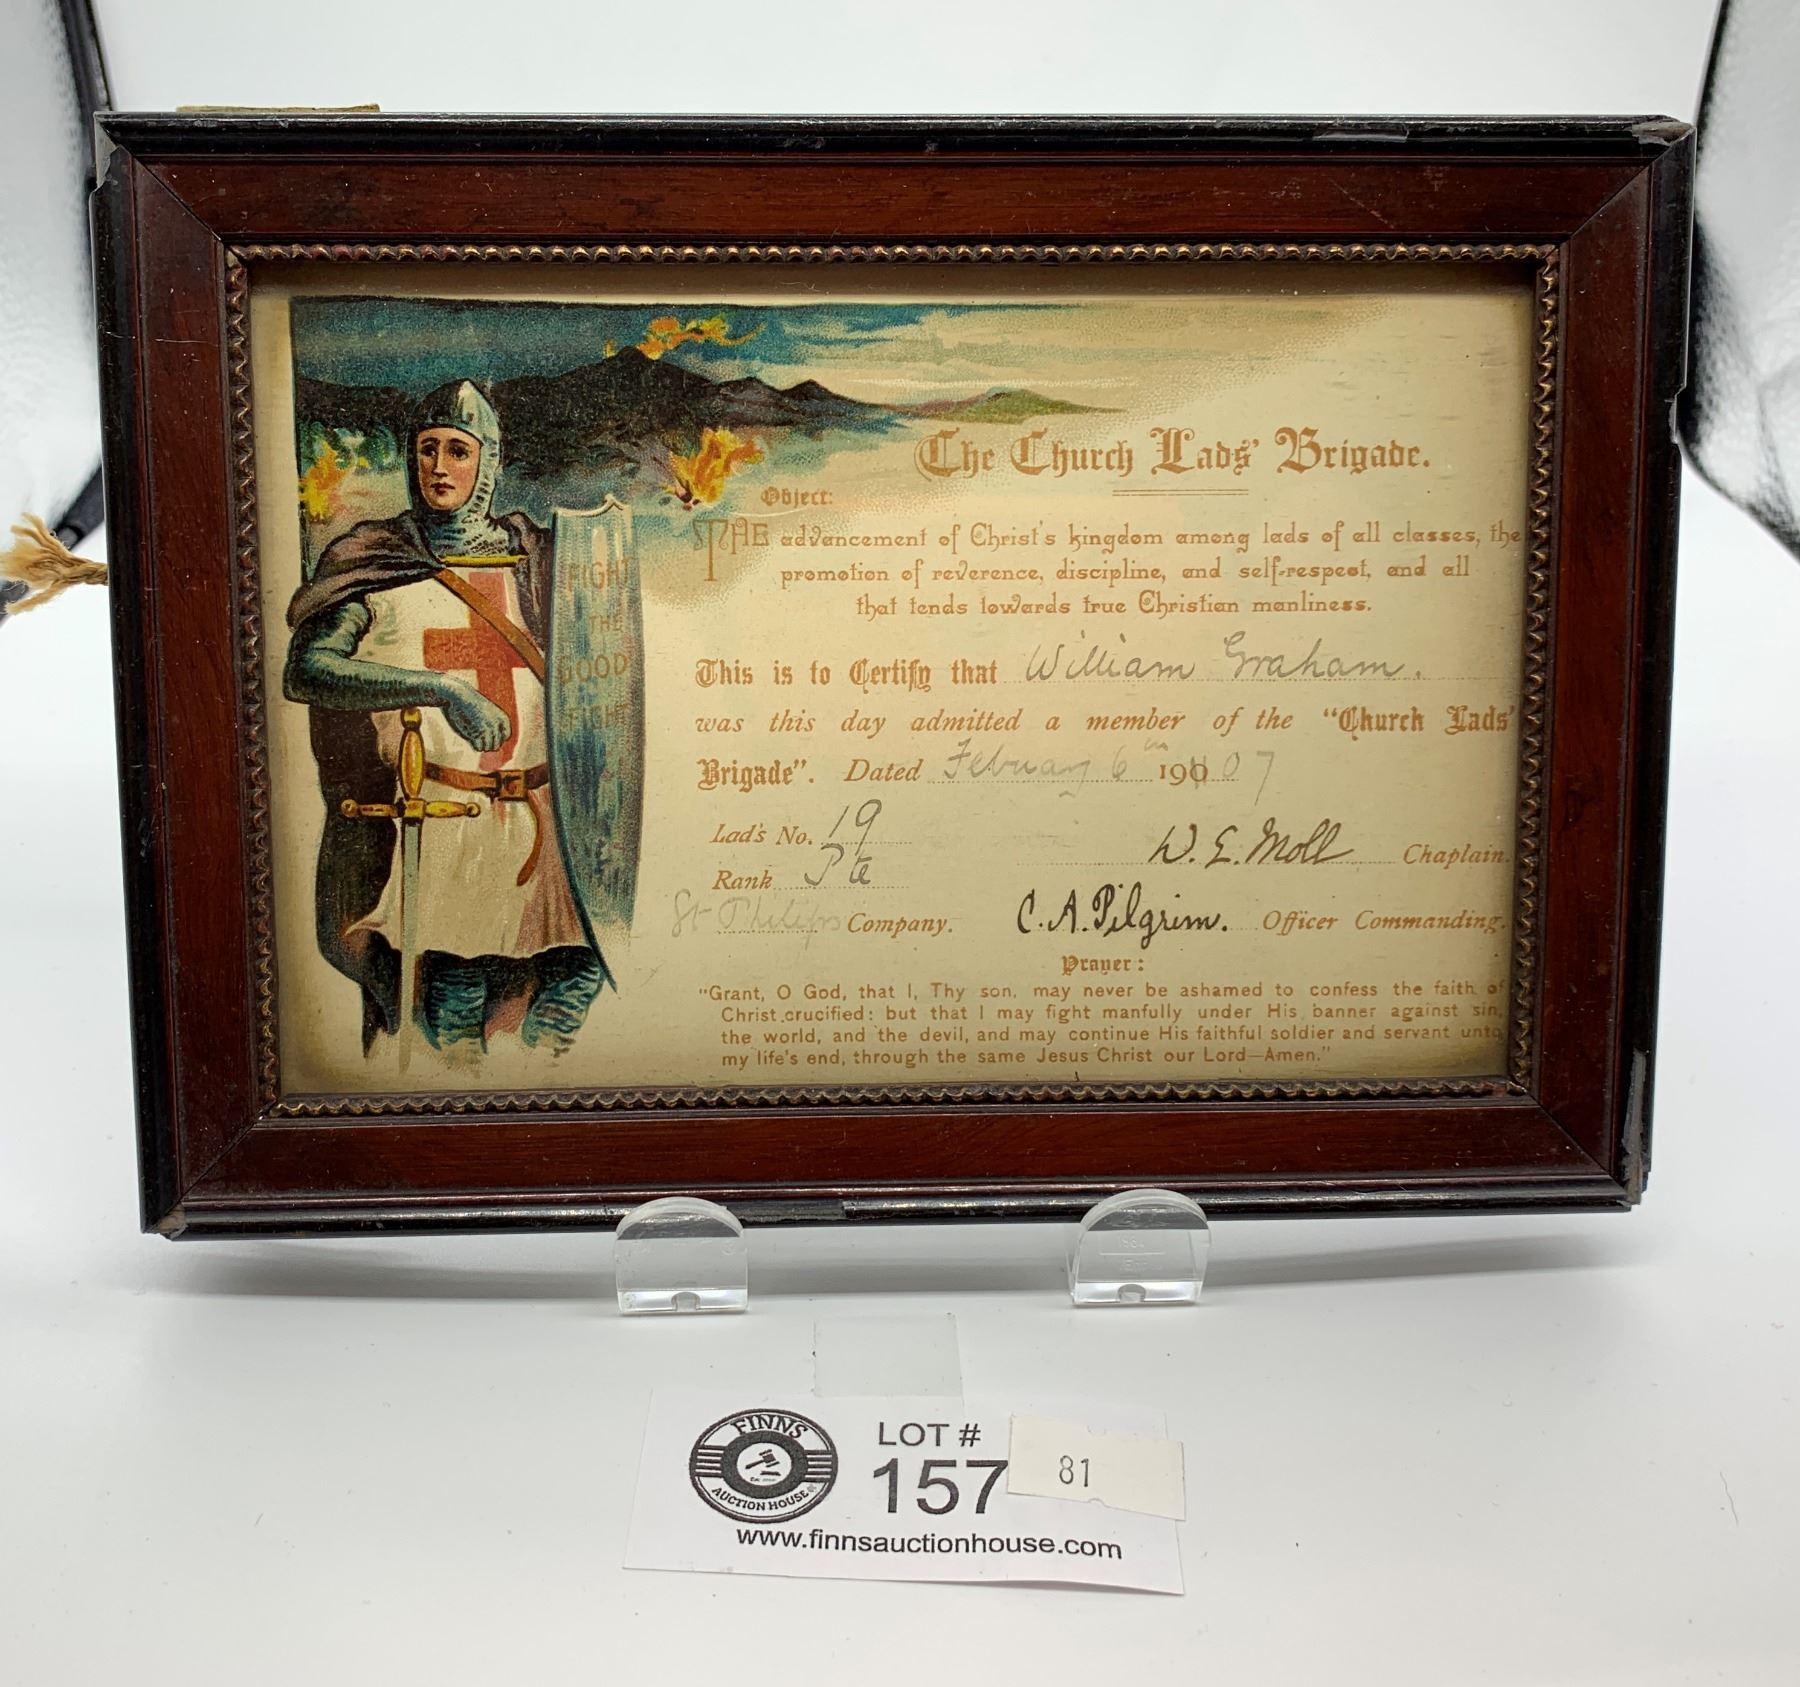 The Church Lads' Brigade.
Object:
THE advancement of Christ's kingdom among lads of all classes, the
promotion of reverence, discipline, and self-respect, and all
that tends towards true Christian manliness.
FIGHT
THE
GOOD
FIGHT
This is to Certify that William Graham.
was this day admitted a member of the "Church Lads'
Brigade". Dated February 6th 190 07
Lad's No. 19
W. E. Moll Chaplain.
Rank Pte
St Philips Company.
C. A. Pilgrim. Officer Commanding.
Prayer:
"Grant, O God, that I, Thy son, may never be ashamed to confess the faith of
Christ crucified: but that I may fight manfully under His banner against sin,
the world, and the devil, and may continue His faithful soldier and servant unto
my life's end, through the same Jesus Christ our Lord—Amen."
FINNS
AUCTION HOUSE
LOT #
157
81
www.finnsauctionhouse.com